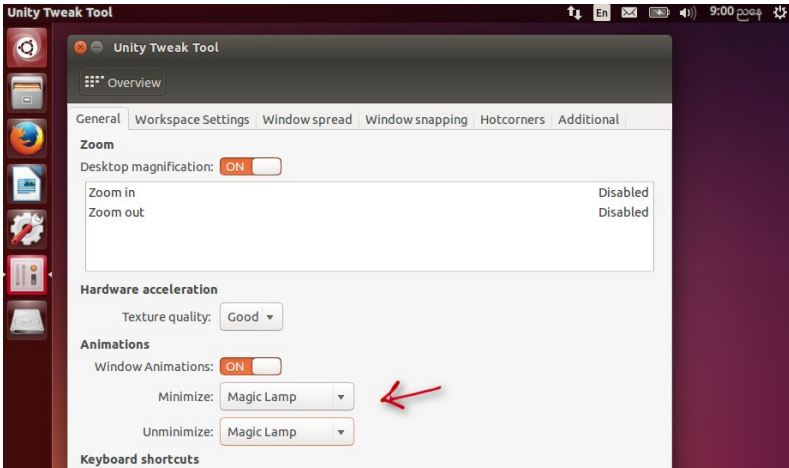 Unity Tweak Tool En 9:00 ညနေ
Unity Tweak Tool
Overview
General Workspace Settings Window spread Window snapping Hotcorners Additional
Zoom
Desktop magnification: ON
Zoom in Disabled
Zoom out Disabled
Hardware acceleration
Texture quality: Good
Animations
Window Animations: ON
Minimize: Magic Lamp
Unminimize: Magic Lamp
Keyboard shortcuts